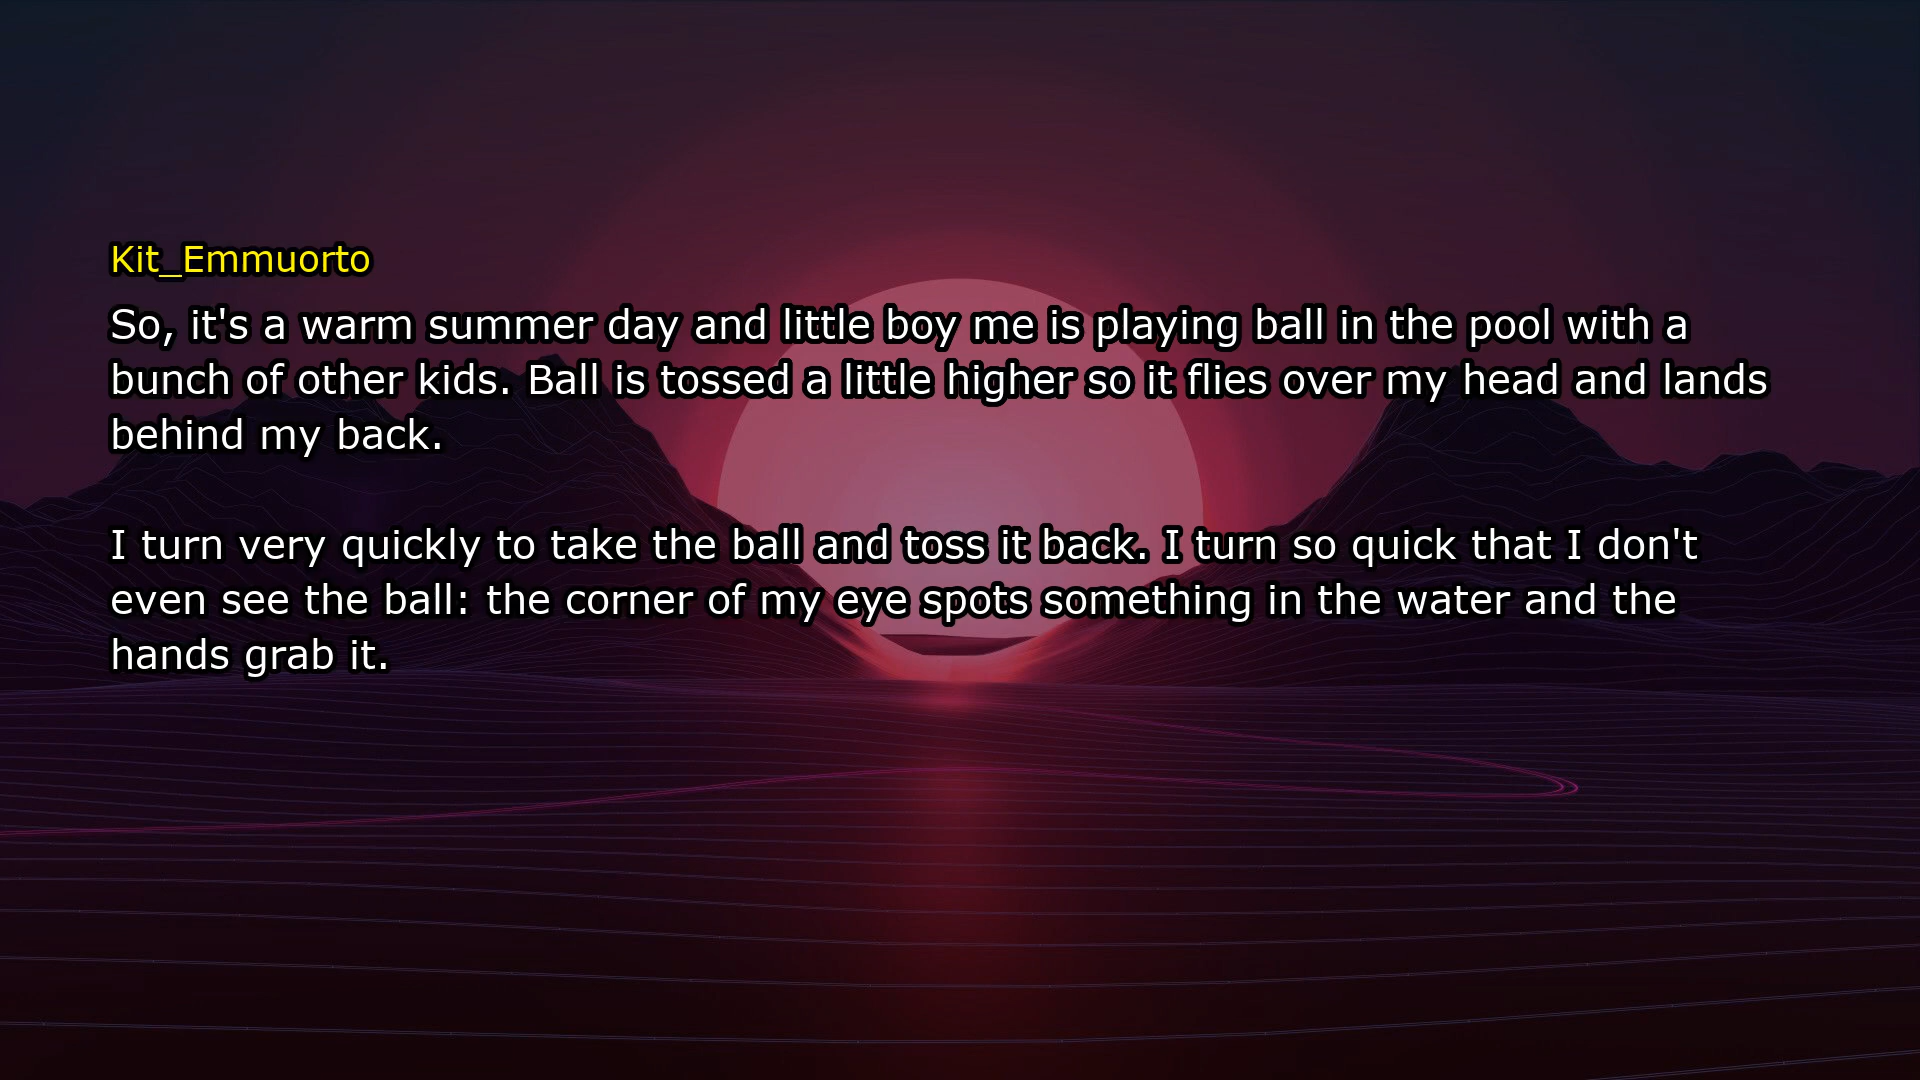 Kit_Emmuorto
So, it's a warm summer day and little boy me is playing ball in the pool with a
bunch of other kids. Ball is tossed a little higher so it flies over my head and lands
behind my back.
I turn very quickly to take the ball and toss it back. I turn so quick that I don't
even see the ball: the corner of my eye spots something in the water and the
hands grab it.